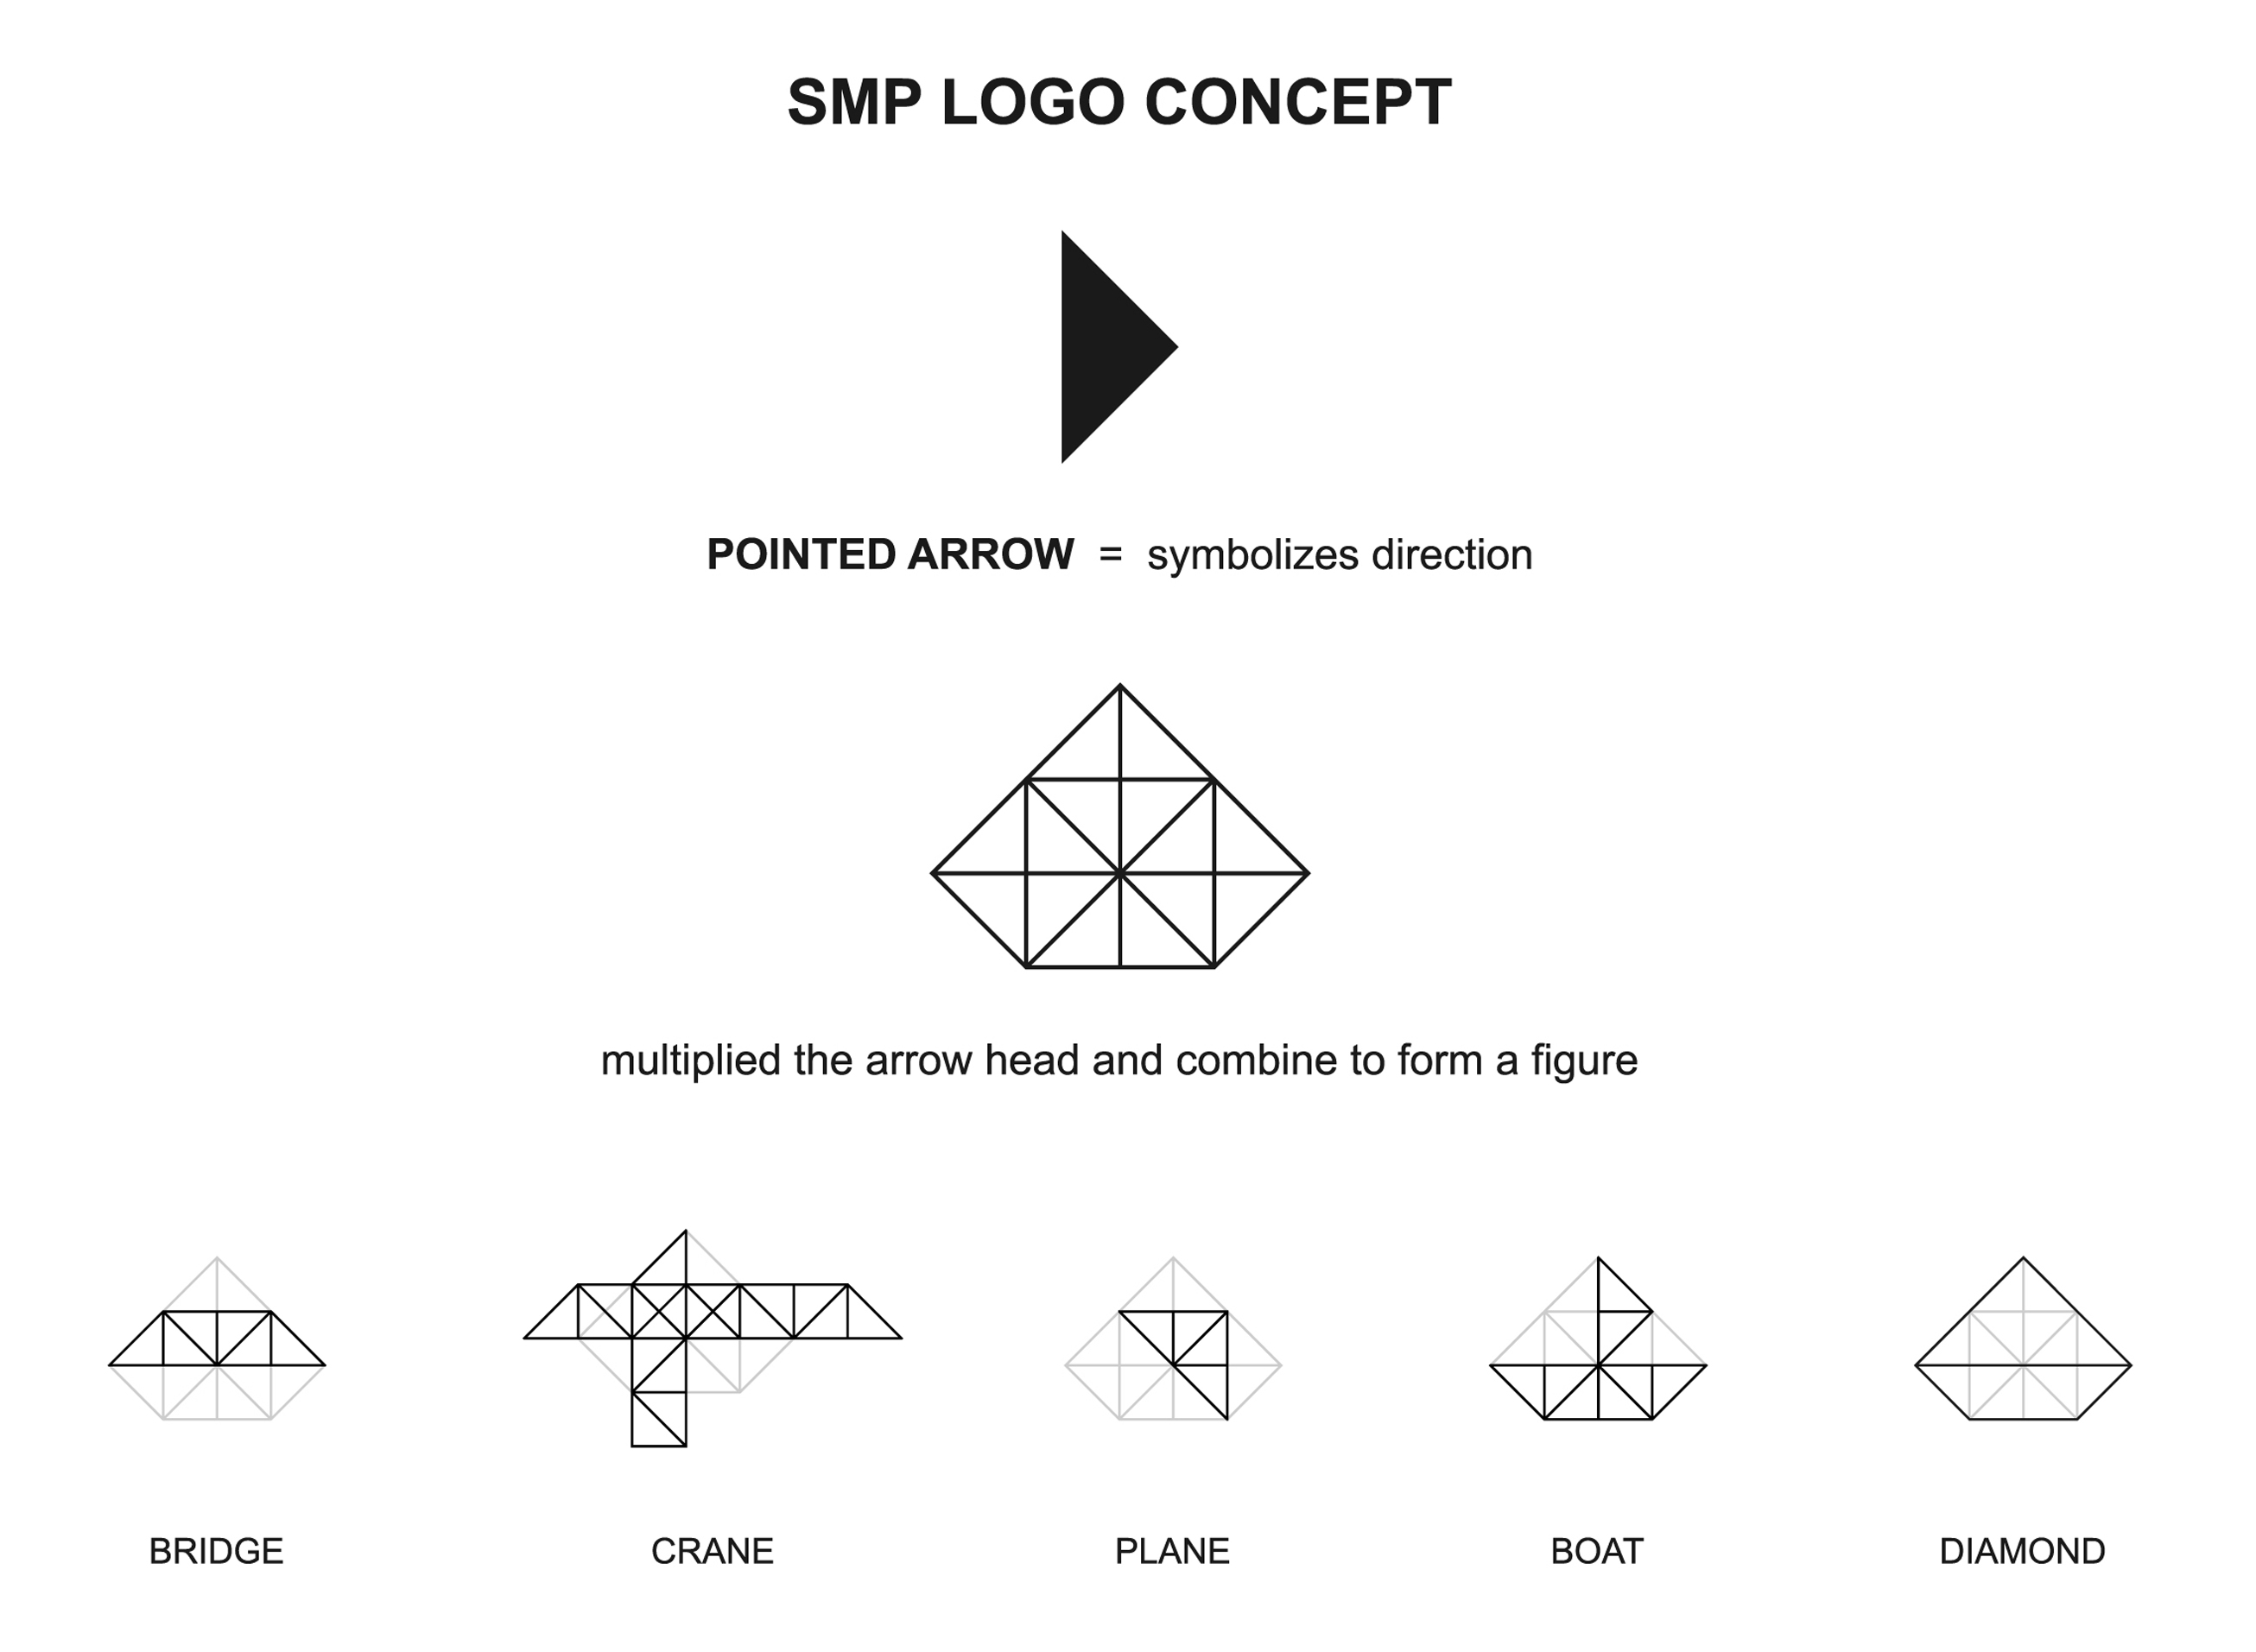 SMP LOGO CONCEPT
POINTED ARROW = symbolizes direction
multiplied the arrow head and combine to form a figure
BRIDGE
CRANE
PLANE
BOAT
DIAMOND